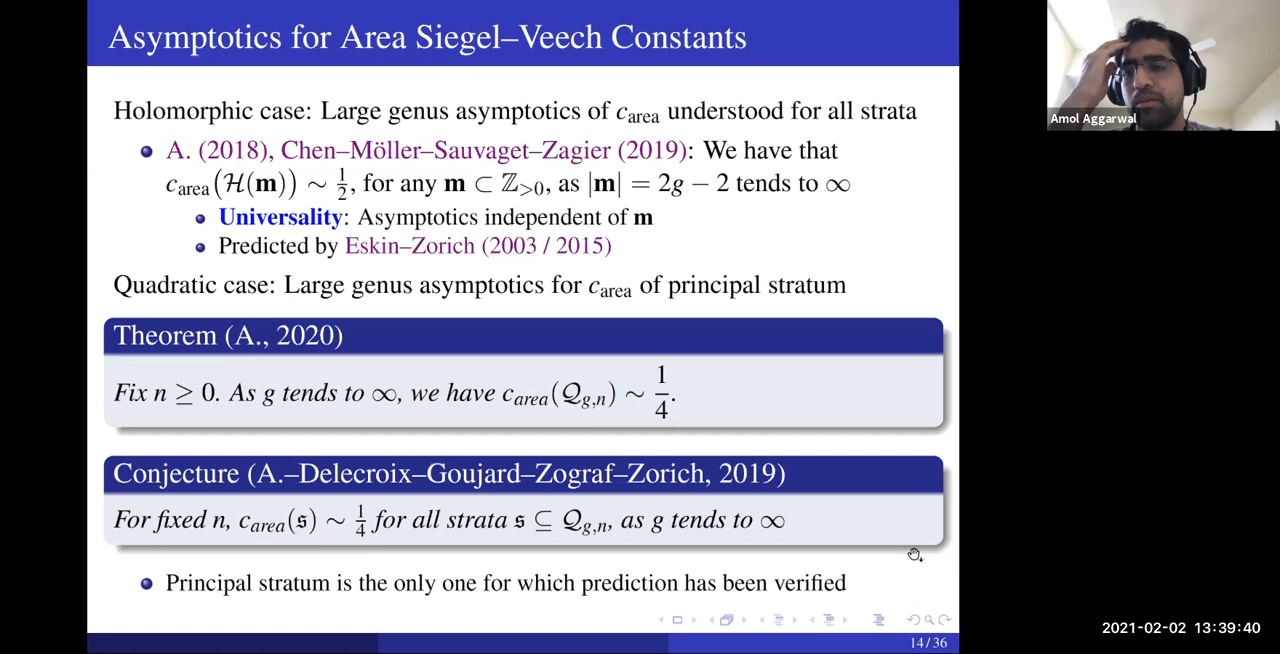 Asymptotics for Area Siegel–Veech Constants
Holomorphic case: Large genus asymptotics of c_area understood for all strata
A. (2018), Chen–Möller–Sauvaget–Zagier (2019): We have that
c_area(ℋ(m)) ∼ 1/2, for any m ⊂ ℤ_{>0}, as |m| = 2g − 2 tends to ∞
Universality: Asymptotics independent of m
Predicted by Eskin–Zorich (2003 / 2015)
Quadratic case: Large genus asymptotics for c_area of principal stratum
Theorem (A., 2020)
Fix n ≥ 0. As g tends to ∞, we have c_area(𝒬_{g,n}) ∼ 1/4.
Conjecture (A.–Delecroix–Goujard–Zograf–Zorich, 2019)
For fixed n, c_area(𝔰) ∼ 1/4 for all strata 𝔰 ⊆ 𝒬_{g,n}, as g tends to ∞
Principal stratum is the only one for which prediction has been verified
14 / 36
Amol Aggarwal
2021-02-02 13:39:40